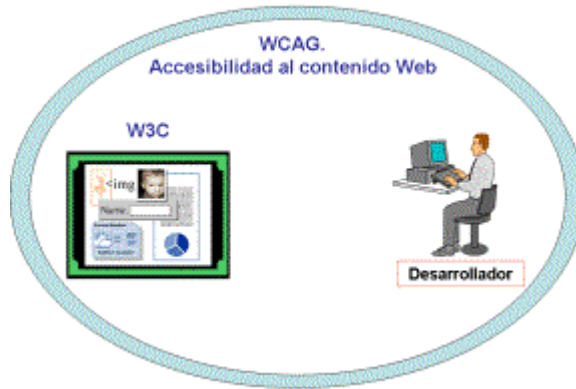 WCAG.
Accesibilidad al contenido Web
W3C
<img
Name:
Desarrollador